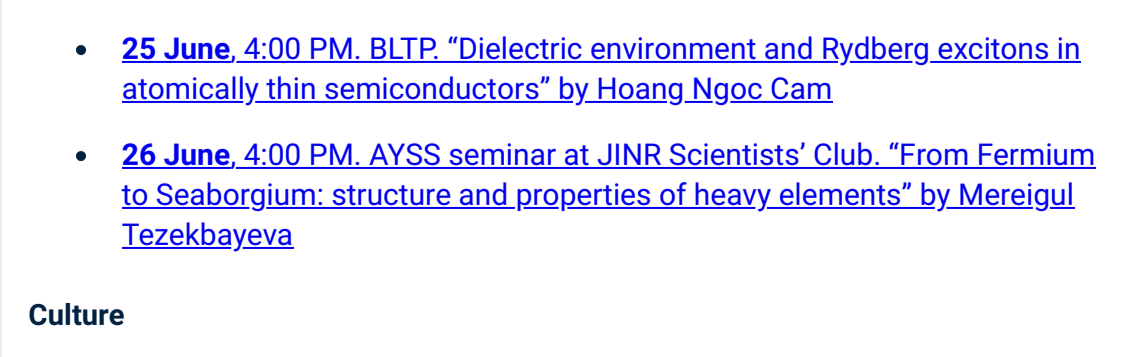 25 June, 4:00 PM. BLTP. “Dielectric environment and Rydberg excitons in
atomically thin semiconductors” by Hoang Ngoc Cam
26 June, 4:00 PM. AYSS seminar at JINR Scientists’ Club. “From Fermium
to Seaborgium: structure and properties of heavy elements” by Mereigul
Tezekbayeva
Culture